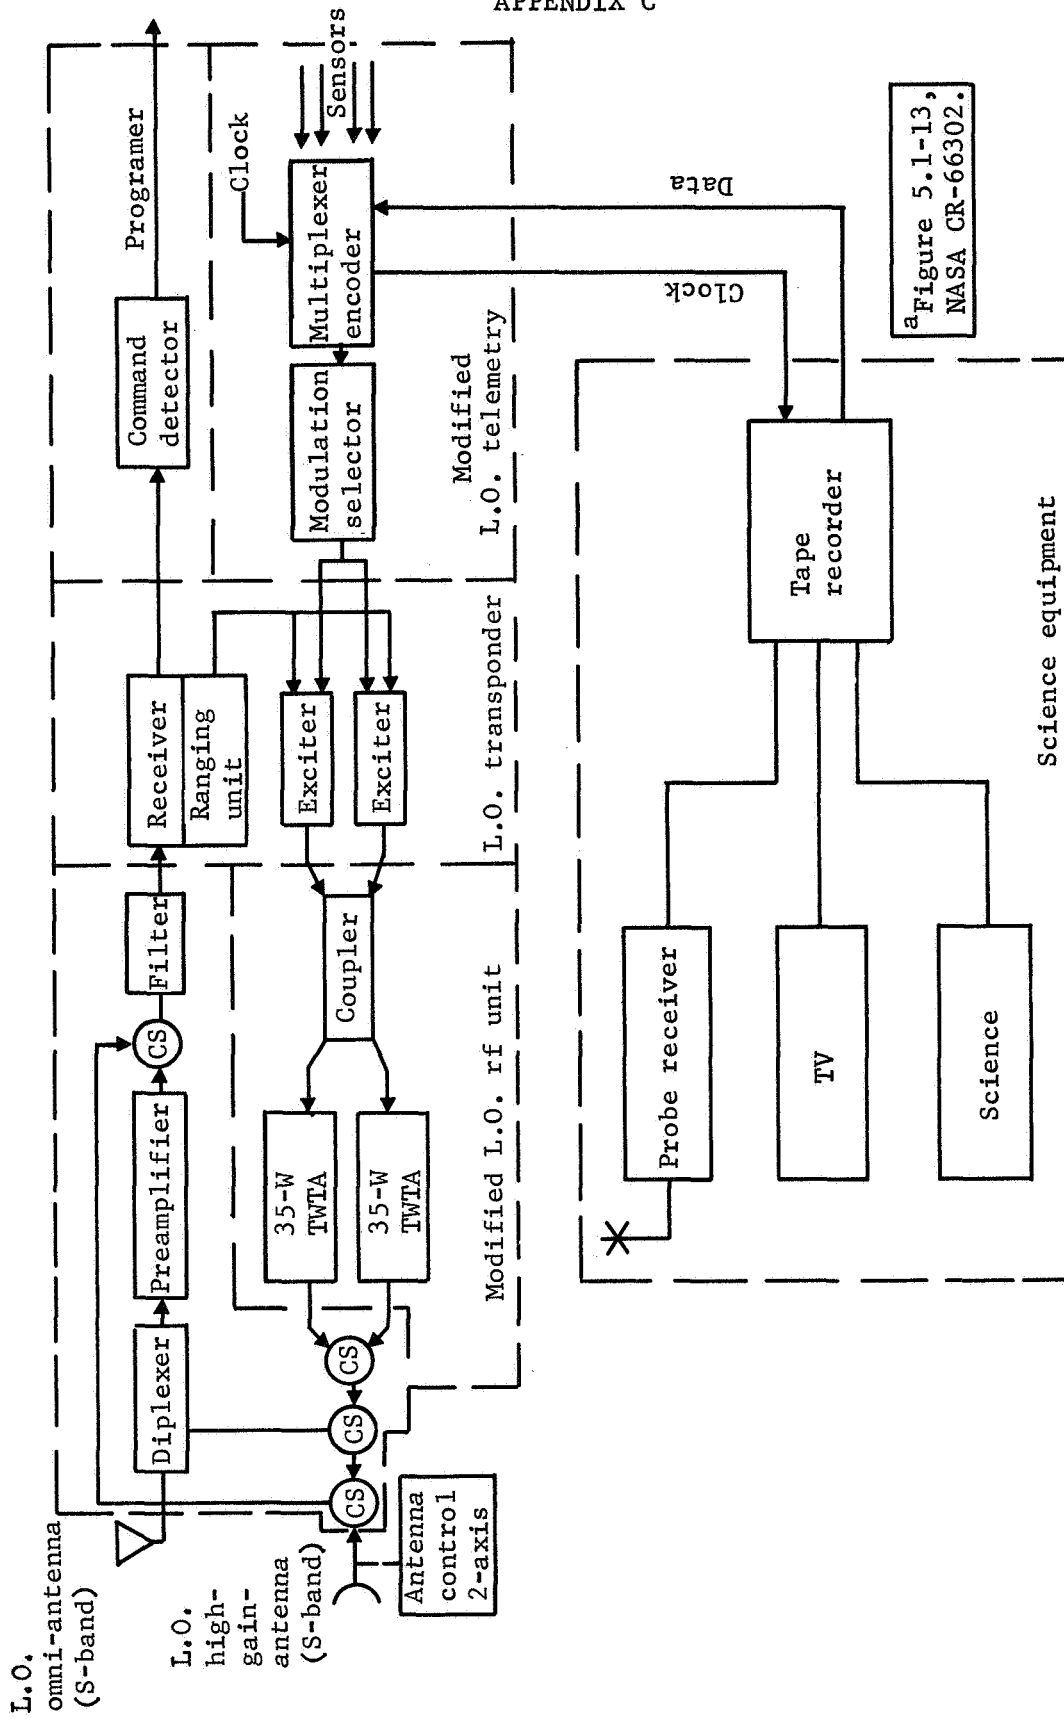 APPENDIX C
L.O.
omni-antenna
(S-band)
Diplexer
Preamplifier
CS
Filter
Receiver
Ranging
unit
Command
detector
Programer
L.O.
high-
gain-
antenna
(S-band)
Antenna
control
2-axis
CS
CS
CS
35-W
TWTA
35-W
TWTA
Coupler
Exciter
Exciter
Modulation
selector
Multiplexer
encoder
Clock
Sensors
Modified L.O. rf unit
L.O. transponder
Modified
L.O. telemetry
Clock
Data
Probe receiver
TV
Science
Tape
recorder
Science equipment
aFigure 5.1-13,
NASA CR-66302.